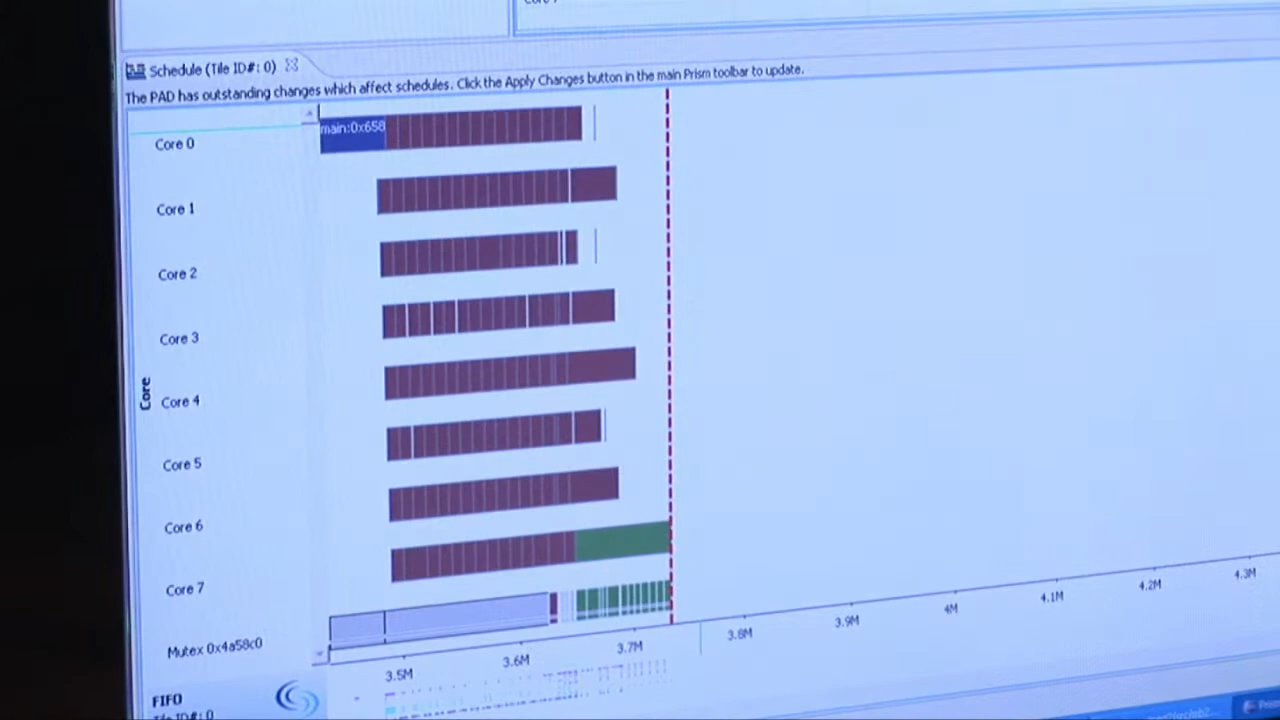 Schedule (Tile ID#: 0)
The PAD has outstanding changes which affect schedules. Click the Apply Changes button in the main Prism toolbar to update.
main:0x658
Core 0
Core 1
Core 2
Core 3
Core 4
Core 5
Core 6
Core 7
Core
Mutex 0x4a58c0
3.5M
3.6M
3.7M
3.8M
3.9M
4M
4.1M
4.2M
4.3M
FIFO
Tile ID#: 0